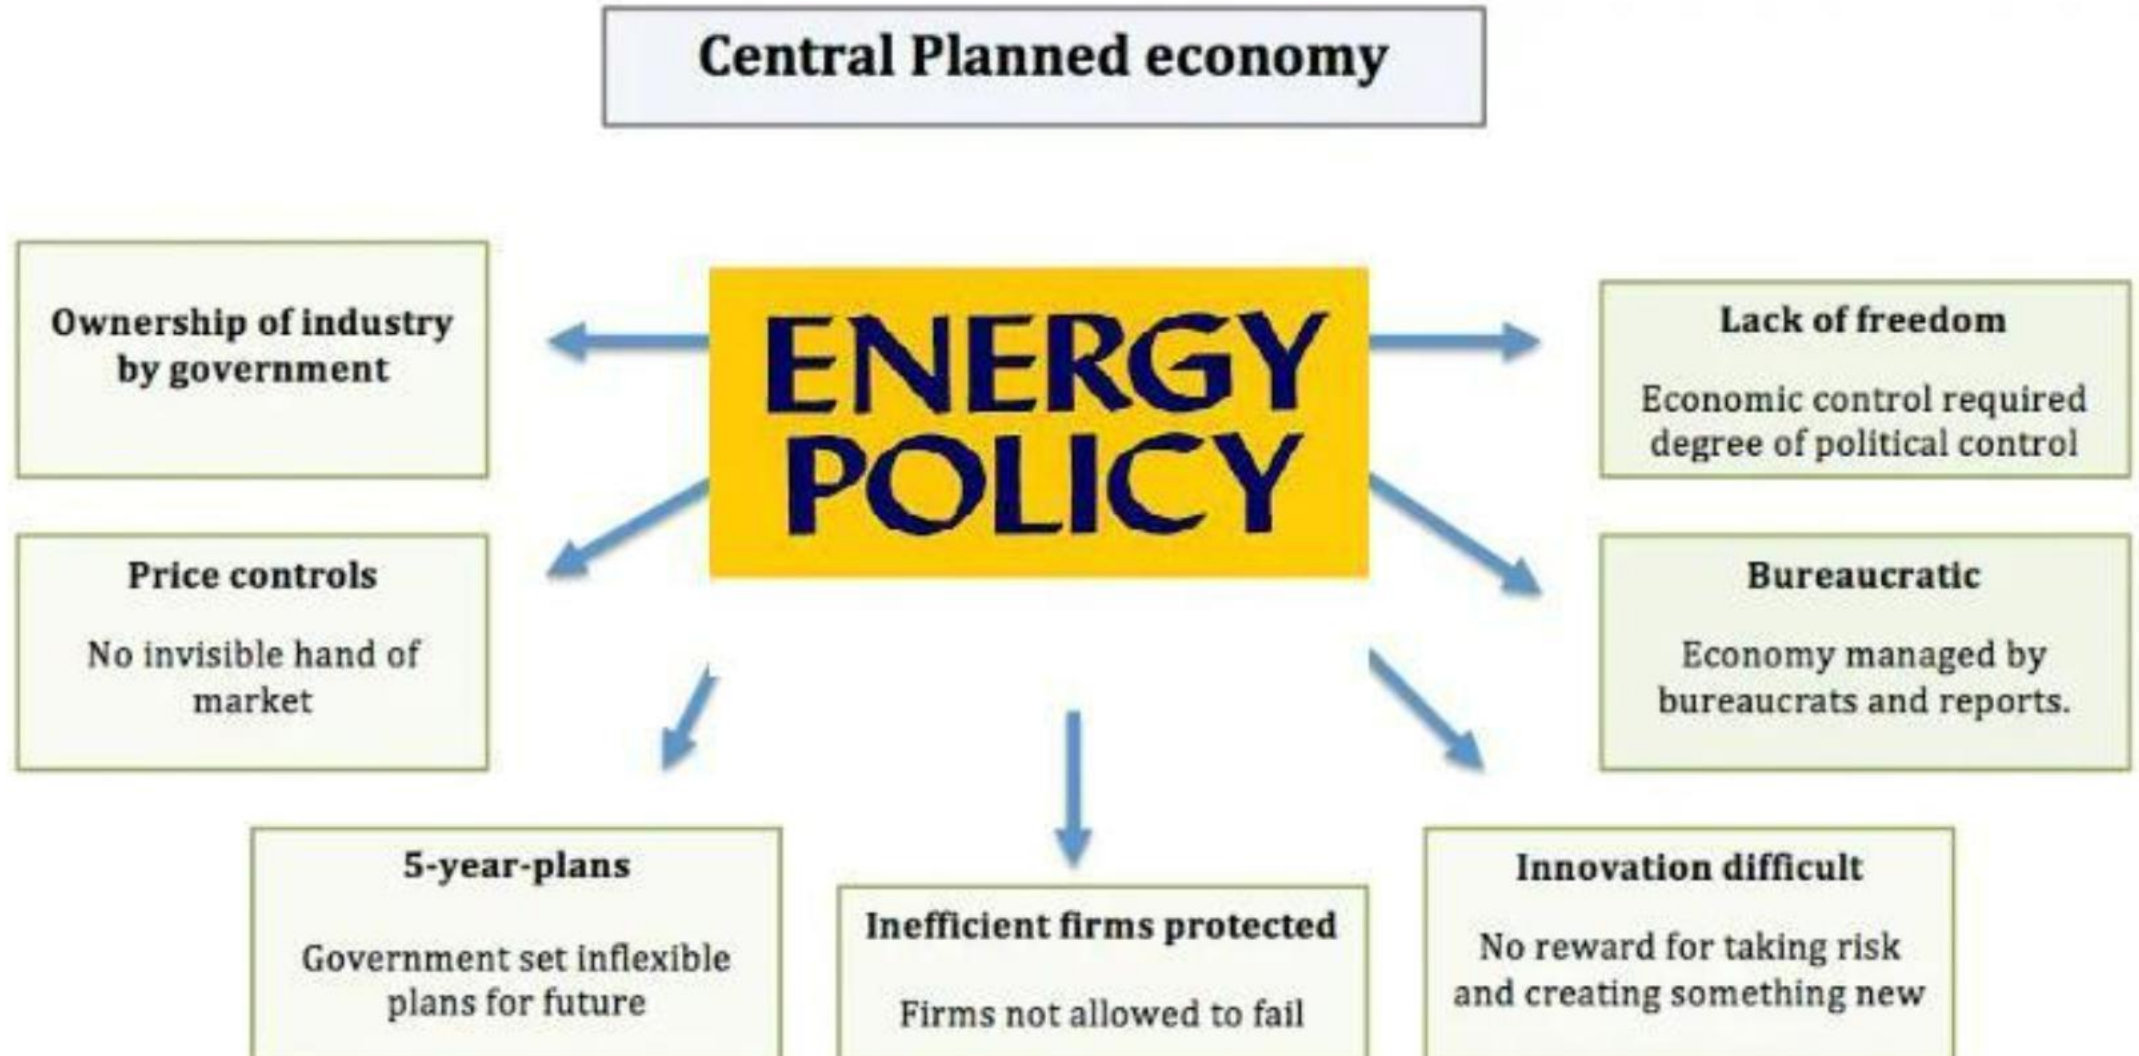 Central Planned economy
Ownership of industry
by government
ENERGY
POLICY
Lack of freedom
Economic control required
degree of political control
Price controls
No invisible hand of
market
Bureaucratic
Economy managed by
bureaucrats and reports.
5-year-plans
Government set inflexible
plans for future
Inefficient firms protected
Firms not allowed to fail
Innovation difficult
No reward for taking risk
and creating something new